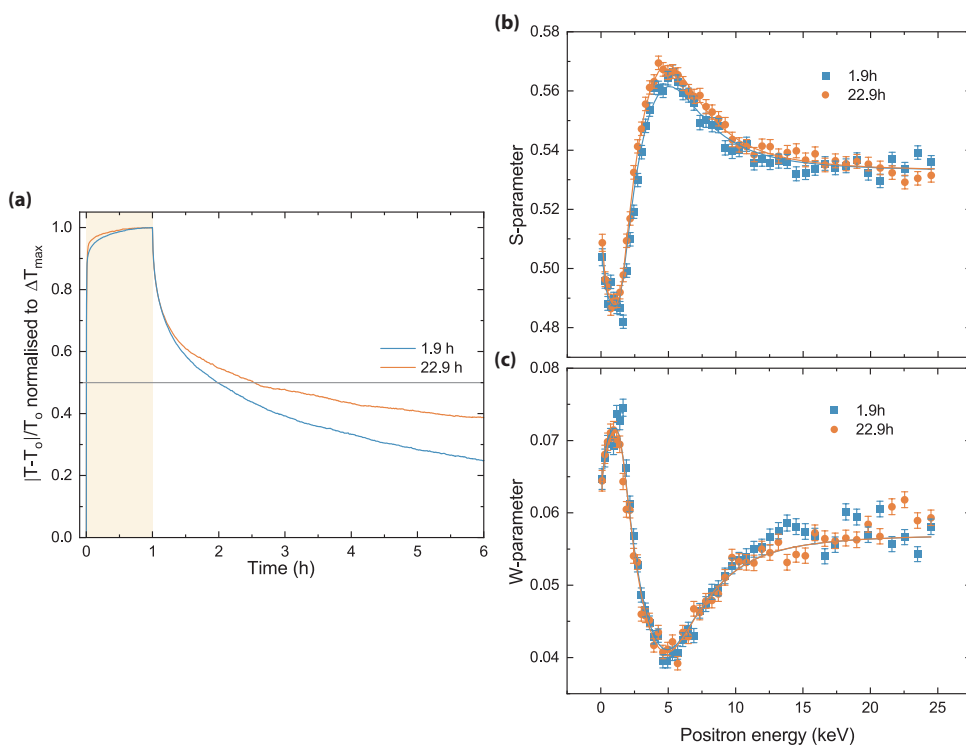 (a)
|T-To|/To normalised to ΔTmax
1.0
0.8
0.6
0.4
0.2
0.0
0
1
2
3
4
5
6
Time (h)
1.9 h
22.9 h
(b)
S-parameter
0.58
0.56
0.54
0.52
0.50
0.48
1.9h
22.9h
(c)
W-parameter
0.08
0.07
0.06
0.05
0.04
1.9h
22.9h
0
5
10
15
20
25
Positron energy (keV)